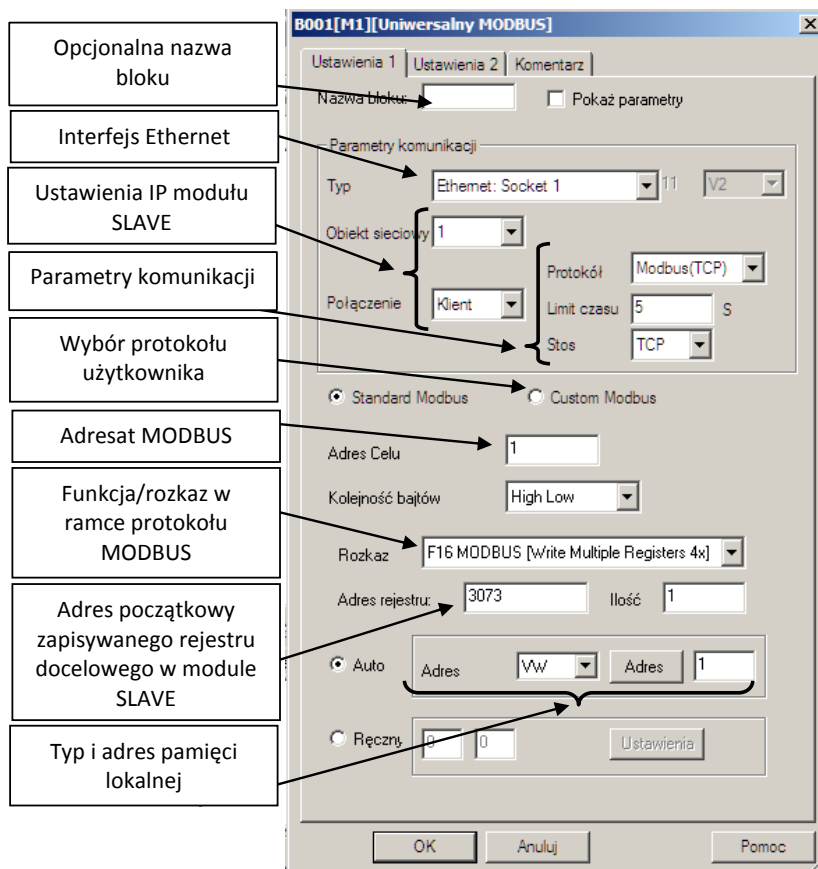 Opcjonalna nazwa
bloku
Interfejs Ethernet
Ustawienia IP modułu
SLAVE
Parametry komunikacji
Wybór protokołu
użytkownika
Adresat MODBUS
Funkcja/rozkaz w
ramce protokołu
MODBUS
Adres początkowy
zapisywanego rejestru
docelowego w module
SLAVE
Typ i adres pamięci
lokalnej
B001[M1][Uniwersalny MODBUS]
Ustawienia 1 Ustawienia 2 Komentarz
Nazwa bloku: Pokaż parametry
Parametry komunikacji
Typ Ethernet: Socket 1 11 V2
Obiekt sieciowy 1
Protokół Modbus(TCP)
Połączenie Klient Limit czasu 5 S
Stos TCP
Standard Modbus Custom Modbus
Adres Celu 1
Kolejność bajtów High Low
Rozkaz F16 MODBUS [Write Multiple Registers 4x]
Adres rejestru: 3073 Ilość 1
Auto Adres VW Adres 1
Ręczny 0 0 Ustawienia
OK Anuluj Pomoc